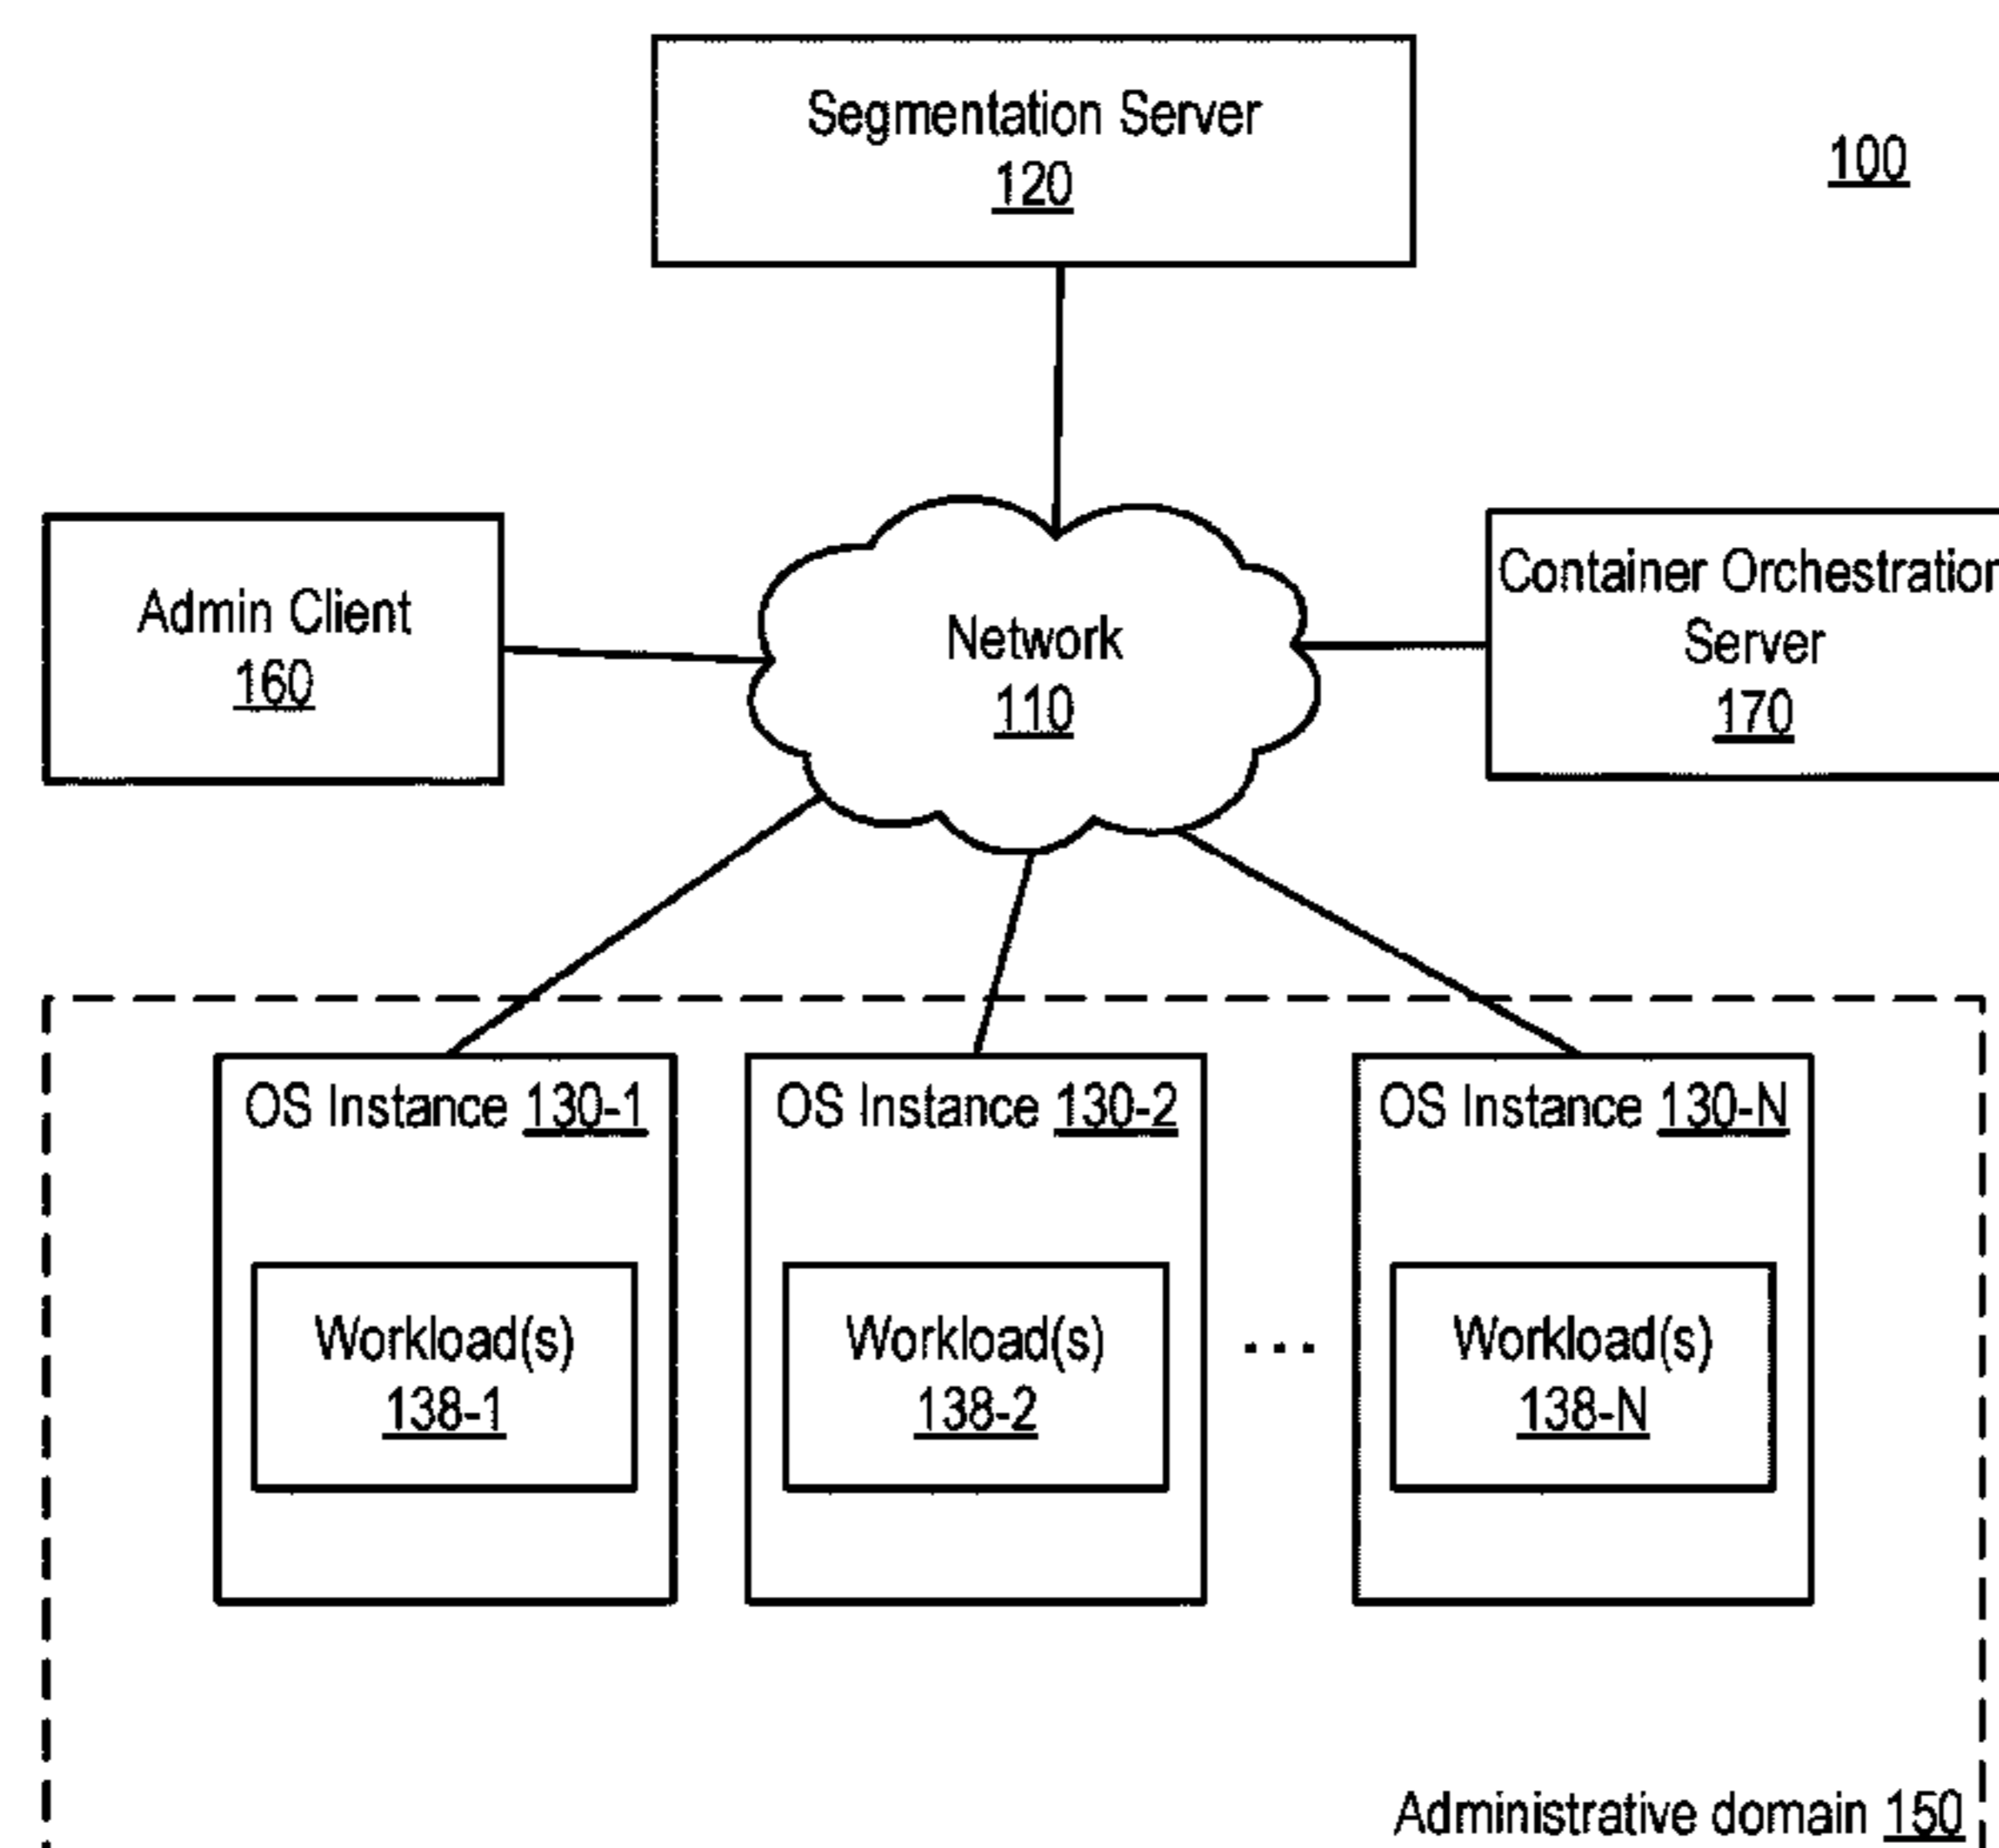 Segmentation Server
120
100
Admin Client
160
Network
110
Container Orchestration
Server
170
OS Instance 130-1
OS Instance 130-2
OS Instance 130-N
Workload(s)
138-1
Workload(s)
138-2
...
Workload(s)
138-N
Administrative domain 150